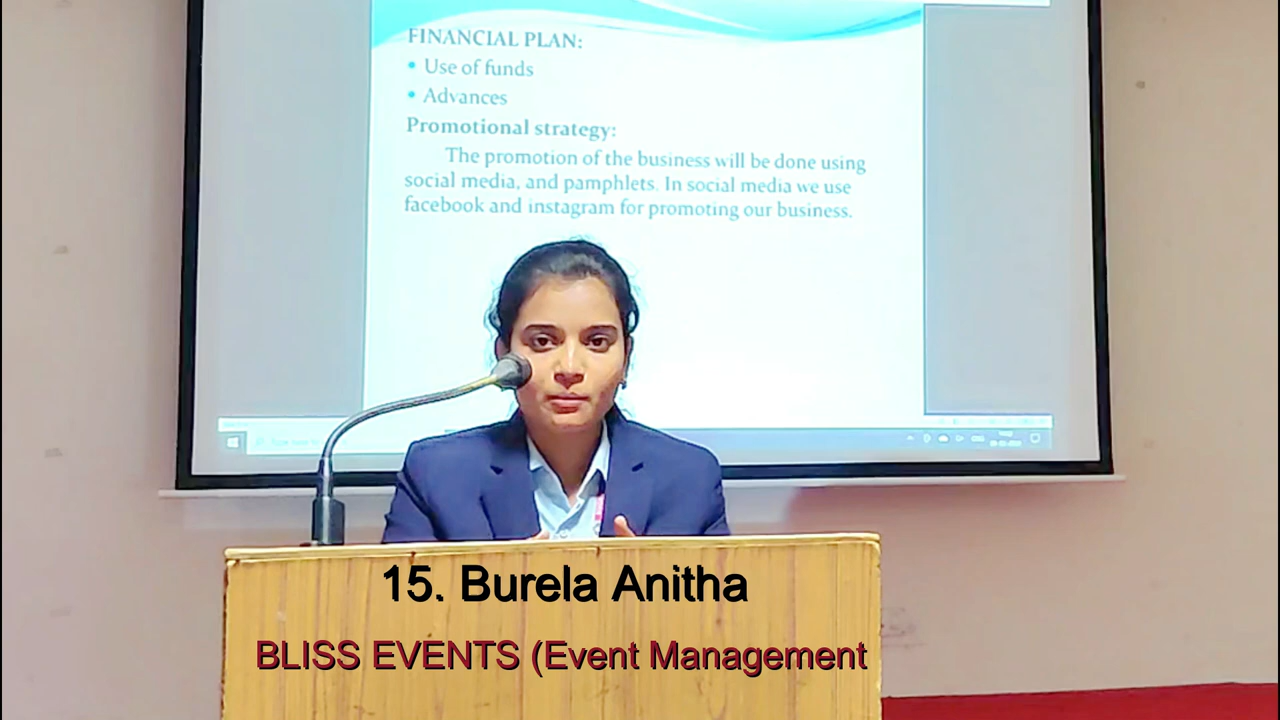 FINANCIAL PLAN:
• Use of funds
• Advances
Promotional strategy:
The promotion of the business will be done using
social media, and pamphlets. In social media we use
facebook and instagram for promoting our business.
15. Burela Anitha
BLISS EVENTS (Event Management